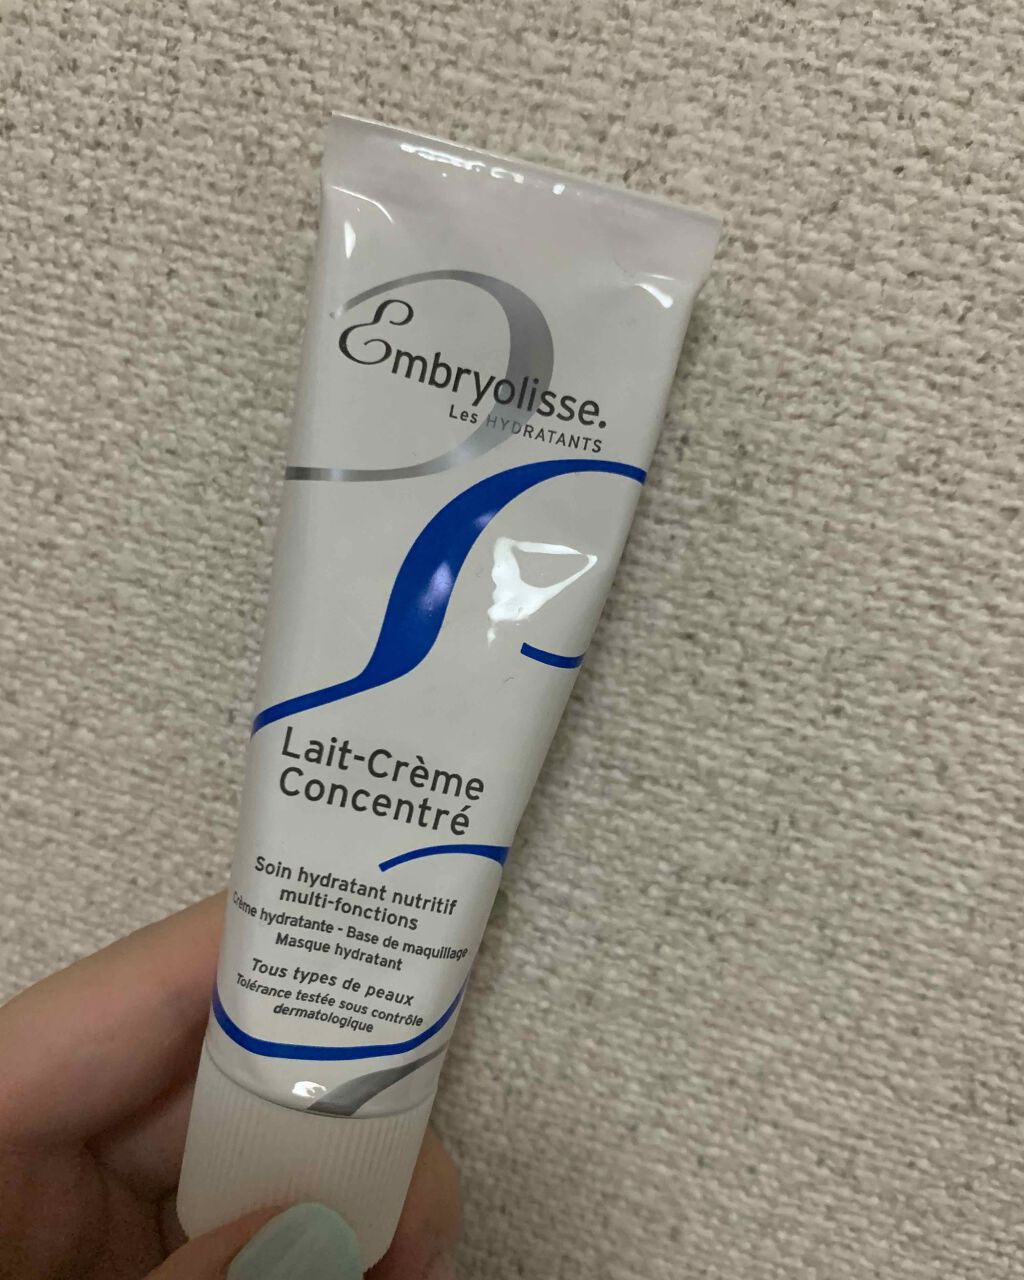 Embryolisse.
Les HYDRATANTS
Lait-Crème
Concentré
Soin hydratant nutritif
multi-fonctions
Crème hydratante - Base de maquillage
Masque hydratant
Tous types de peaux
Tolérance testée sous contrôle
dermatologique